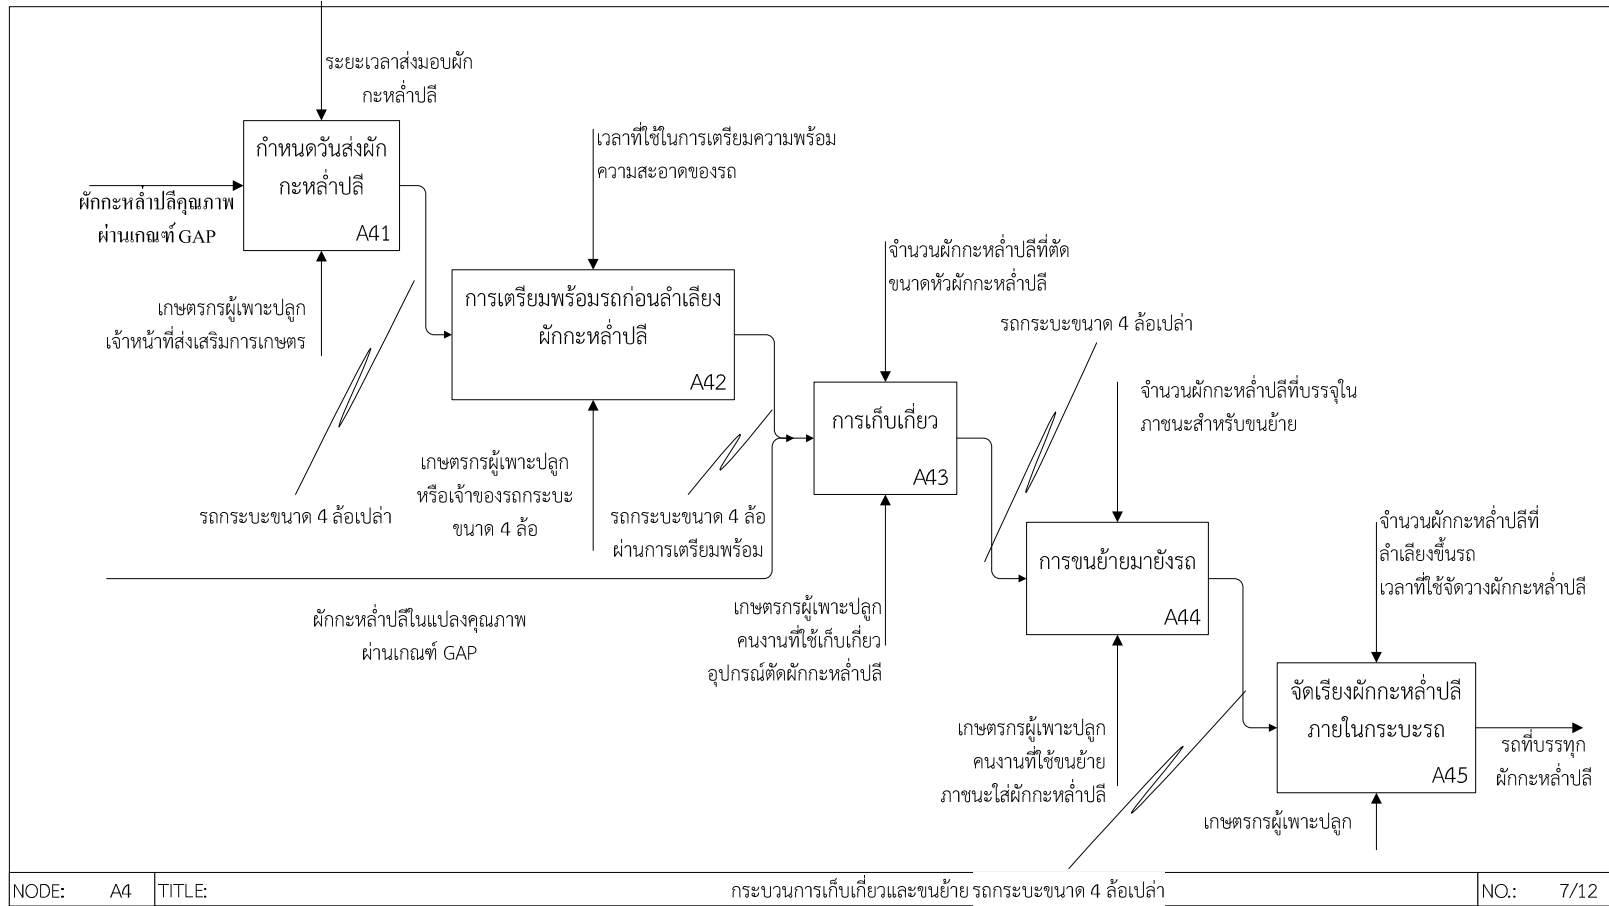 ระยะเวลาส่งมอบผัก
กะหล่ำปลี
กำหนดวันส่งผัก
กะหล่ำปลี
A41
ผักกะหล่ำปลีคุณภาพ
ผ่านเกณฑ์ GAP
เกษตรกรผู้เพาะปลูก
เจ้าหน้าที่ส่งเสริมการเกษตร
รถกระบะขนาด 4 ล้อเปล่า
เวลาที่ใช้ในการเตรียมความพร้อม
ความสะอาดของรถ
การเตรียมพร้อมรถก่อนลำเลียง
ผักกะหล่ำปลี
A42
เกษตรกรผู้เพาะปลูก
หรือเจ้าของรถกระบะ
ขนาด 4 ล้อ
รถกระบะขนาด 4 ล้อ
ผ่านการเตรียมพร้อม
ผักกะหล่ำปลีในแปลงคุณภาพ
ผ่านเกณฑ์ GAP
จำนวนผักกะหล่ำปลีที่ตัด
ขนาดหัวผักกะหล่ำปลี
การเก็บเกี่ยว
A43
เกษตรกรผู้เพาะปลูก
คนงานที่ใช้เก็บเกี่ยว
อุปกรณ์ตัดผักกะหล่ำปลี
รถกระบะขนาด 4 ล้อเปล่า
จำนวนผักกะหล่ำปลีที่บรรจุใน
ภาชนะสำหรับขนย้าย
การขนย้ายมายังรถ
A44
เกษตรกรผู้เพาะปลูก
คนงานที่ใช้ขนย้าย
ภาชนะใส่ผักกะหล่ำปลี
จำนวนผักกะหล่ำปลีที่
ลำเลียงขึ้นรถ
เวลาที่ใช้จัดวางผักกะหล่ำปลี
จัดเรียงผักกะหล่ำปลี
ภายในกระบะรถ
A45
รถที่บรรทุก
ผักกะหล่ำปลี
เกษตรกรผู้เพาะปลูก
NODE: A4 TITLE: กระบวนการเก็บเกี่ยวและขนย้าย รถกระบะขนาด 4 ล้อเปล่า NO.: 7/12